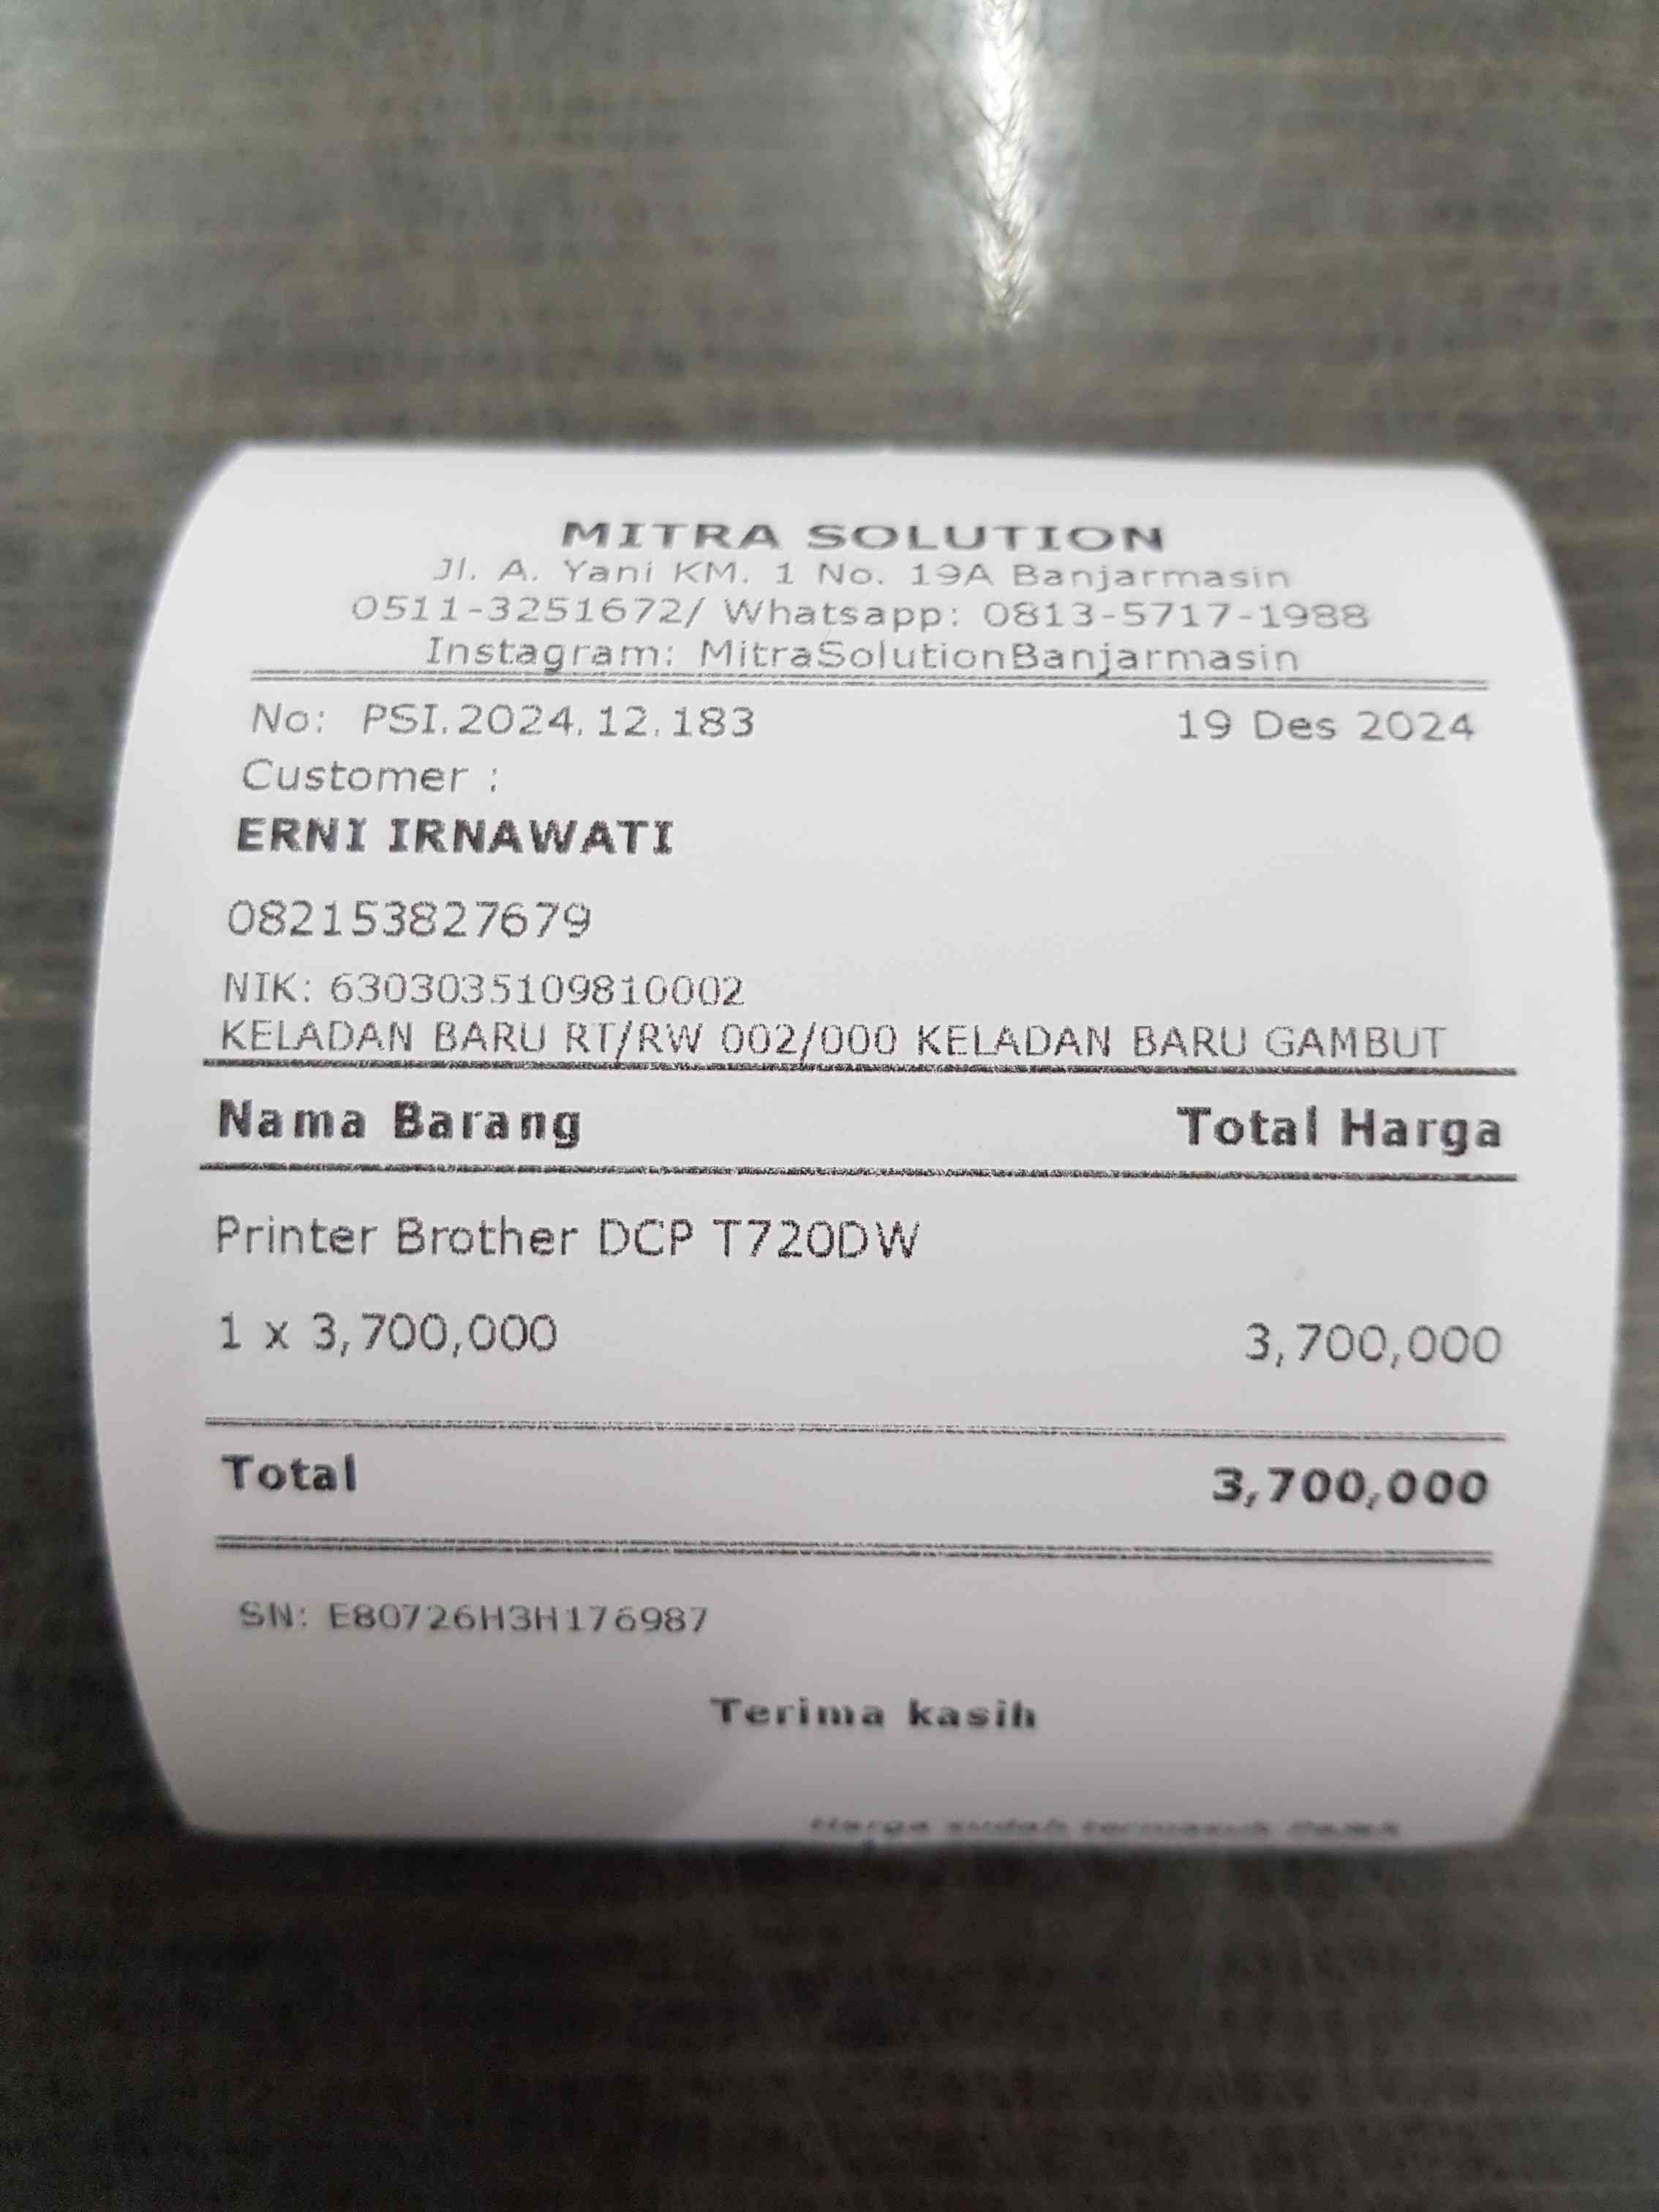 MITRA SOLUTION
Jl. A. Yani KM. 1 No. 19A Banjarmasin
0511-3251672/ Whatsapp: 0813-5717-1988
Instagram: MitraSolutionBanjarmasin
No: PSI.2024.12.183 19 Des 2024
Customer :
ERNI IRNAWATI
082153827679
NIK: 6303035109810002
KELADAN BARU RT/RW 002/000 KELADAN BARU GAMBUT
Nama Barang Total Harga
Printer Brother DCP T720DW
1 x 3,700,000 3,700,000
Total 3,700,000
SN: E80726H3H176987
Terima kasih
Harga sudah termasuk